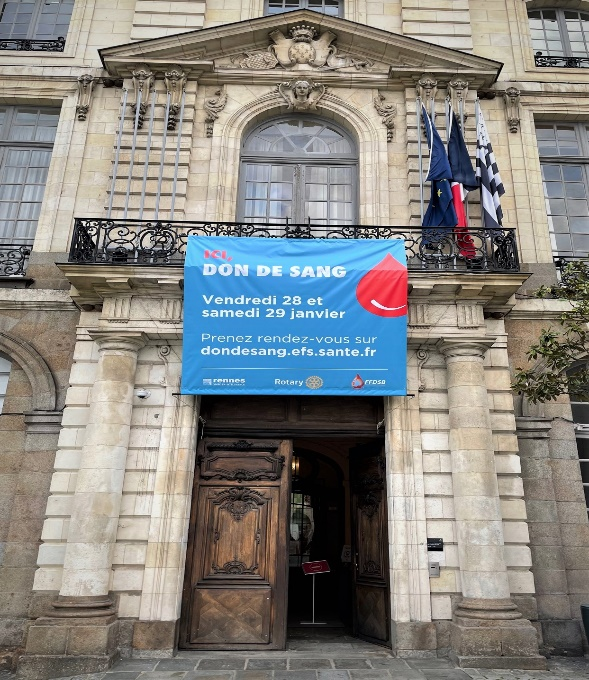 ICI,
DON DE SANG
Vendredi 28 et
samedi 29 janvier
Prenez rendez-vous sur
dondesang.efs.sante.fr
rennes Rotary FFDSB